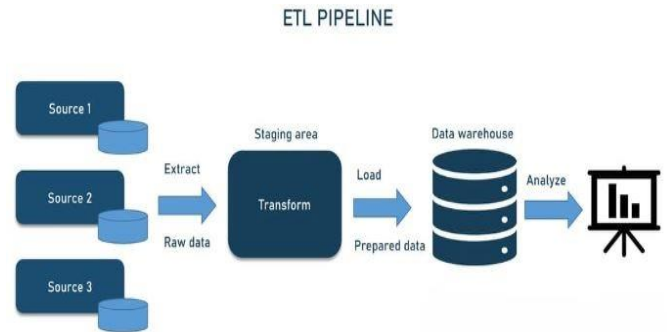 ETL PIPELINE
Source 1
Source 2
Source 3
Extract
Raw data
Staging area
Transform
Load
Prepared data
Data warehouse
Analyze